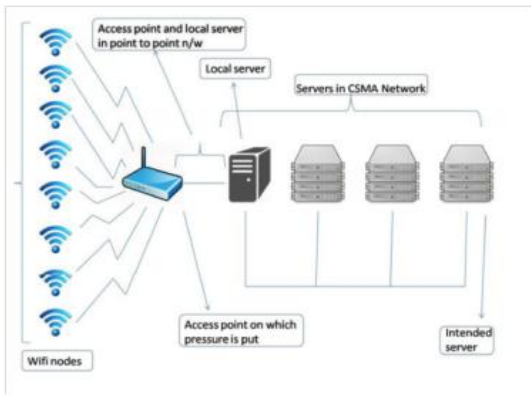 Access point and local server
in point to point n/w
Local server
Servers in CSMA Network
Access point on which
pressure is put
Intended
server
Wifi nodes